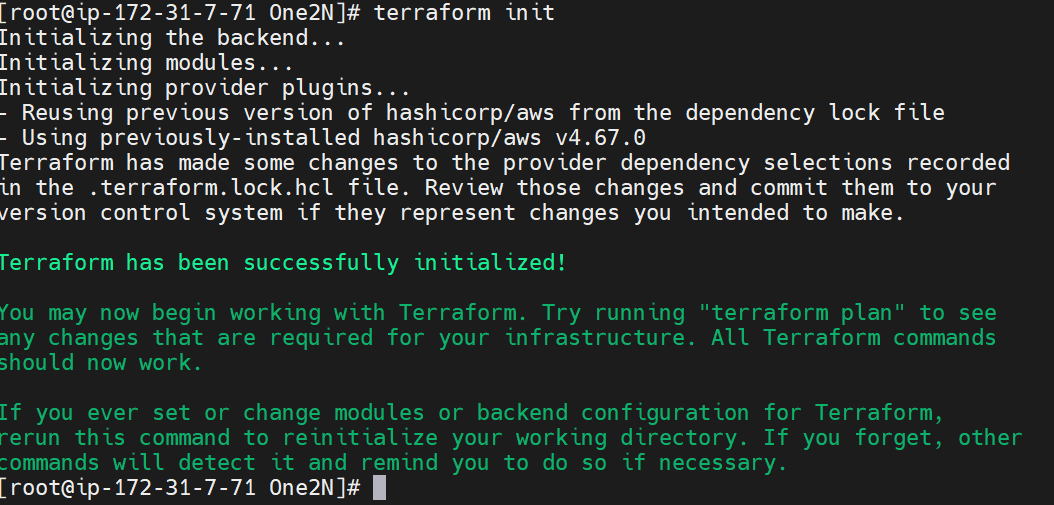 [root@ip-172-31-7-71 One2N]# terraform init
Initializing the backend...
Initializing modules...
Initializing provider plugins...
- Reusing previous version of hashicorp/aws from the dependency lock file
- Using previously-installed hashicorp/aws v4.67.0
Terraform has made some changes to the provider dependency selections recorded
in the .terraform.lock.hcl file. Review those changes and commit them to your
version control system if they represent changes you intended to make.
Terraform has been successfully initialized!
You may now begin working with Terraform. Try running "terraform plan" to see
any changes that are required for your infrastructure. All Terraform commands
should now work.
If you ever set or change modules or backend configuration for Terraform,
rerun this command to reinitialize your working directory. If you forget, other
commands will detect it and remind you to do so if necessary.
[root@ip-172-31-7-71 One2N]#